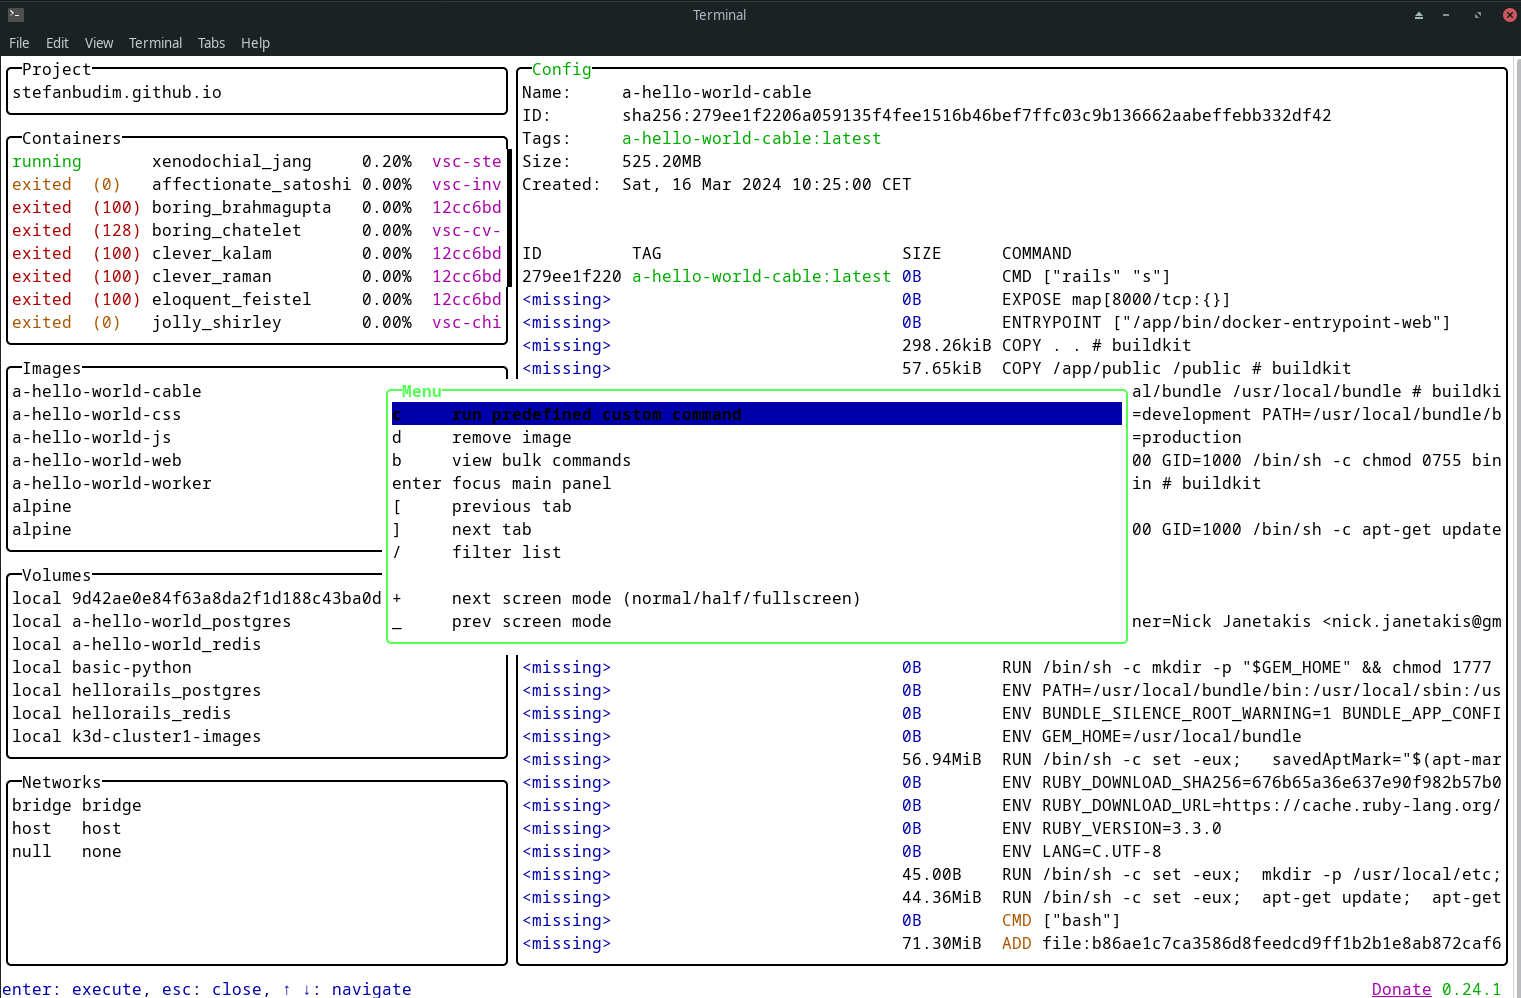 Terminal
File Edit View Terminal Tabs Help
Project
stefanbudim.github.io
Containers
running xenodochial_jang 0.20% vsc-ste
exited (0) affectionate_satoshi 0.00% vsc-inv
exited (100) boring_brahmagupta 0.00% 12cc6bd
exited (128) boring_chatelet 0.00% vsc-cv-
exited (100) clever_kalam 0.00% 12cc6bd
exited (100) clever_raman 0.00% 12cc6bd
exited (100) eloquent_feistel 0.00% 12cc6bd
exited (0) jolly_shirley 0.00% vsc-chi
Images
a-hello-world-cable
a-hello-world-css
a-hello-world-js
a-hello-world-web
a-hello-world-worker
alpine
alpine
Volumes
local 9d42ae0e84f63a8da2f1d188c43ba0d
local a-hello-world_postgres
local a-hello-world_redis
local basic-python
local hellorails_postgres
local hellorails_redis
local k3d-cluster1-images
Networks
bridge bridge
host host
null none
Config
Name: a-hello-world-cable
ID: sha256:279ee1f2206a059135f4fee1516b46bef7ffc03c9b136662aabeffebb332df42
Tags: a-hello-world-cable:latest
Size: 525.20MB
Created: Sat, 16 Mar 2024 10:25:00 CET
ID TAG SIZE COMMAND
279ee1f220 a-hello-world-cable:latest 0B CMD ["rails" "s"]
<missing> 0B EXPOSE map[8000/tcp:{}]
<missing> 0B ENTRYPOINT ["/app/bin/docker-entrypoint-web"]
<missing> 298.26kiB COPY . . # buildkit
<missing> 57.65kiB COPY /app/public /public # buildkit
al/bundle /usr/local/bundle # buildki
=development PATH=/usr/local/bundle/b
=production
00 GID=1000 /bin/sh -c chmod 0755 bin
in # buildkit
00 GID=1000 /bin/sh -c apt-get update
ner=Nick Janetakis <nick.janetakis@gm
<missing> 0B RUN /bin/sh -c mkdir -p "$GEM_HOME" && chmod 1777
<missing> 0B ENV PATH=/usr/local/bundle/bin:/usr/local/sbin:/us
<missing> 0B ENV BUNDLE_SILENCE_ROOT_WARNING=1 BUNDLE_APP_CONFI
<missing> 0B ENV GEM_HOME=/usr/local/bundle
<missing> 56.94MiB RUN /bin/sh -c set -eux; savedAptMark="$(apt-mar
<missing> 0B ENV RUBY_DOWNLOAD_SHA256=676b65a36e637e90f982b57b0
<missing> 0B ENV RUBY_DOWNLOAD_URL=https://cache.ruby-lang.org/
<missing> 0B ENV RUBY_VERSION=3.3.0
<missing> 0B ENV LANG=C.UTF-8
<missing> 45.00B RUN /bin/sh -c set -eux; mkdir -p /usr/local/etc;
<missing> 44.36MiB RUN /bin/sh -c set -eux; apt-get update; apt-get
<missing> 0B CMD ["bash"]
<missing> 71.30MiB ADD file:b86ae1c7ca3586d8feedcd9ff1b2b1e8ab872caf6
Menu
c run predefined custom command
d remove image
b view bulk commands
enter focus main panel
[ previous tab
] next tab
/ filter list
+ next screen mode (normal/half/fullscreen)
_ prev screen mode
enter: execute, esc: close, ↑ ↓: navigate
Donate 0.24.1